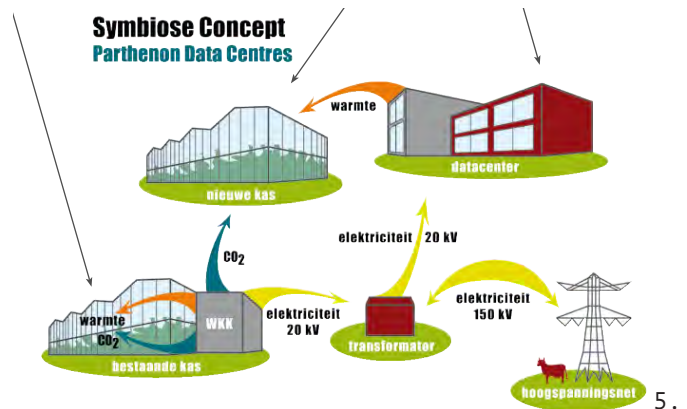 Symbiose Concept
Parthenon Data Centres
warmte
nieuwe kas
datacenter
elektriciteit 20 kV
CO2
warmte
CO2
WKK
bestaande kas
elektriciteit
20 kV
transformator
elektriciteit
150 kV
hoogspanningsnet
5.